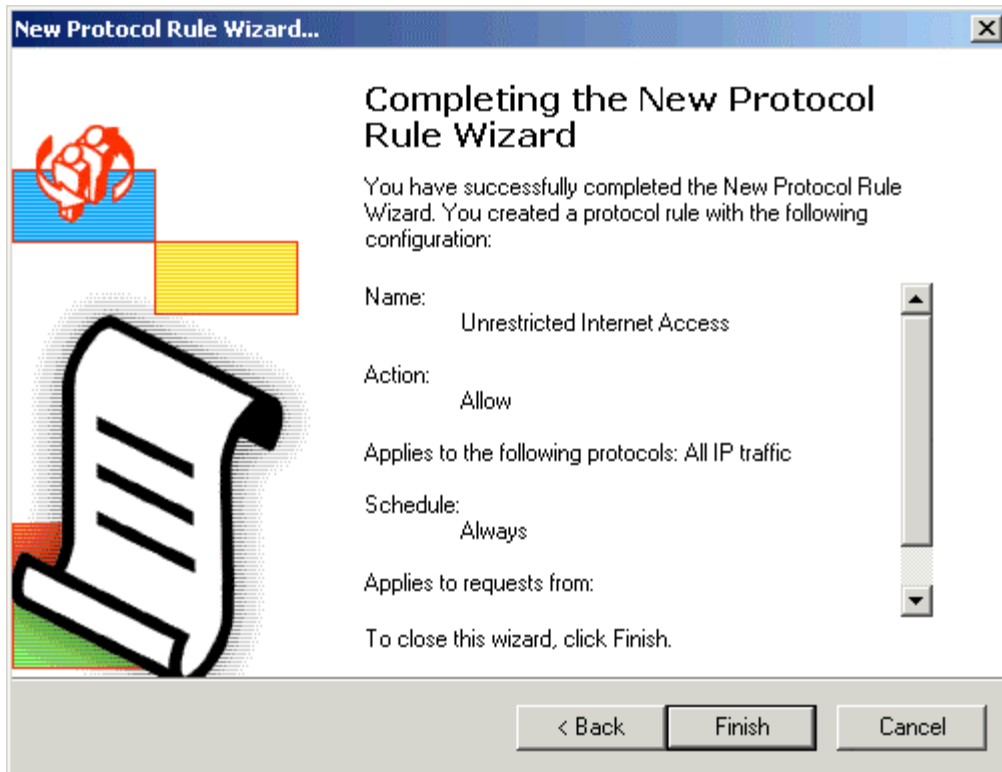 New Protocol Rule Wizard...
Completing the New Protocol
Rule Wizard
You have successfully completed the New Protocol Rule
Wizard. You created a protocol rule with the following
configuration:
Name:
Unrestricted Internet Access
Action:
Allow
Applies to the following protocols: All IP traffic
Schedule:
Always
Applies to requests from:
To close this wizard, click Finish.
< Back
Finish
Cancel